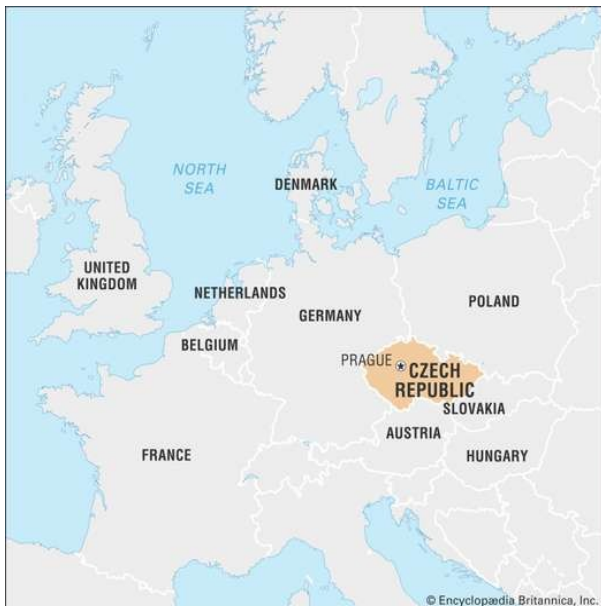 NORTH
SEA
DENMARK
BALTIC
SEA
UNITED
KINGDOM
NETHERLANDS
GERMANY
POLAND
BELGIUM
PRAGUE
CZECH
REPUBLIC
SLOVAKIA
AUSTRIA
FRANCE
HUNGARY
© Encyclopædia Britannica, Inc.